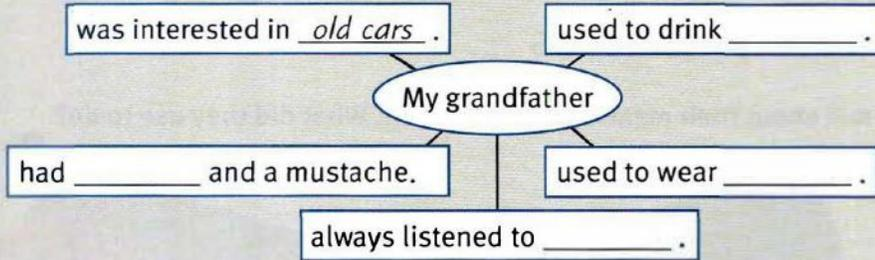 was interested in old cars .
used to drink ________ .
My grandfather
had ________ and a mustache.
used to wear ________ .
always listened to ________ .